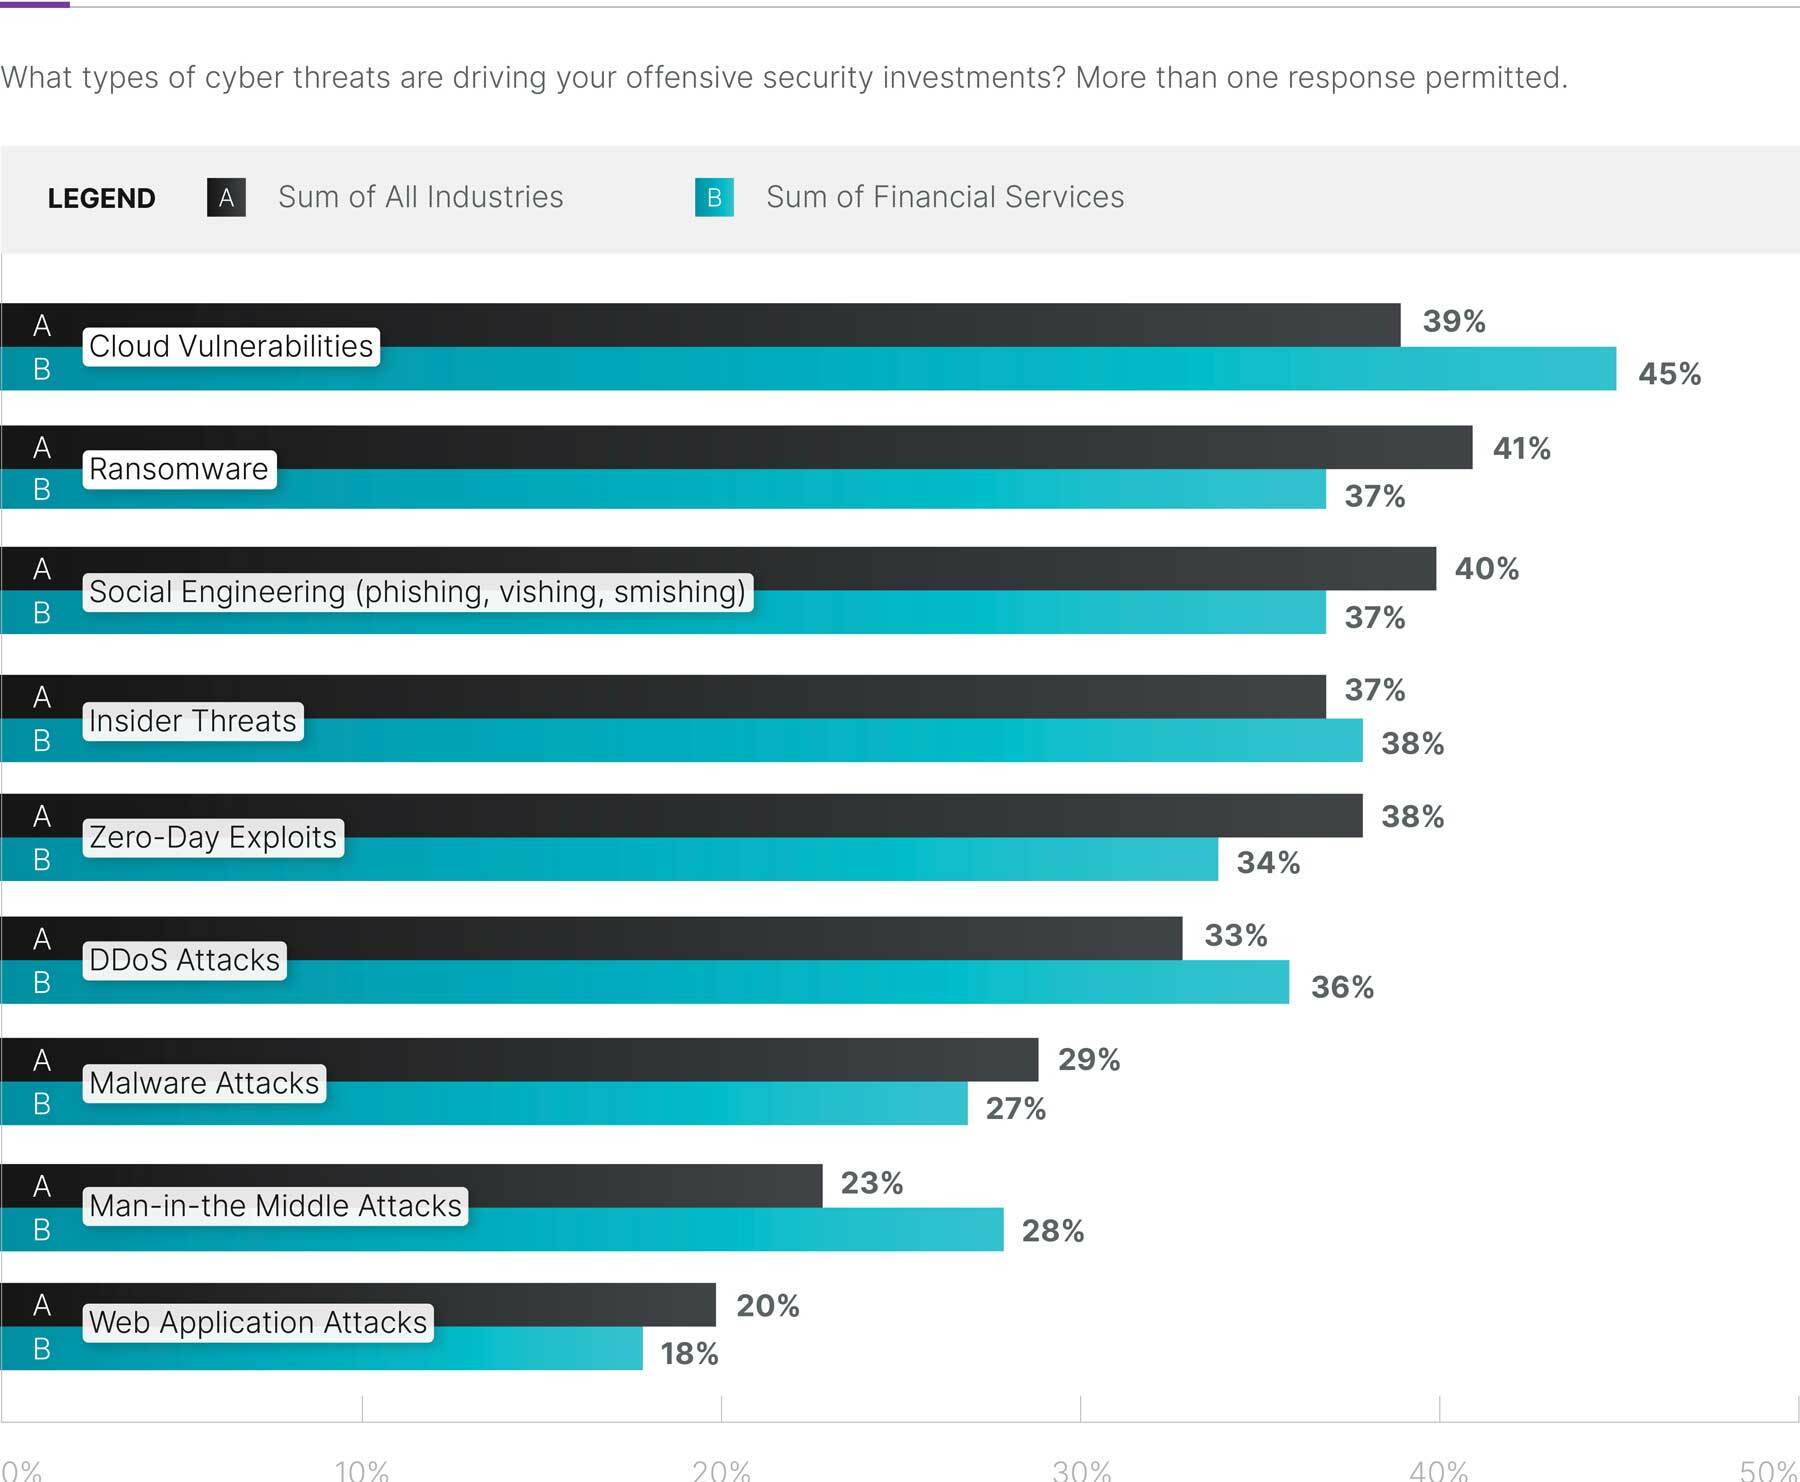 What types of cyber threats are driving your offensive security investments? More than one response permitted.
LEGEND A Sum of All Industries B Sum of Financial Services
A 39%
Cloud Vulnerabilities
B 45%
A 41%
Ransomware
B 37%
A 40%
Social Engineering (phishing, vishing, smishing)
B 37%
A 37%
Insider Threats
B 38%
A 38%
Zero-Day Exploits
B 34%
A 33%
DDoS Attacks
B 36%
A 29%
Malware Attacks
B 27%
A 23%
Man-in-the Middle Attacks
B 28%
A 20%
Web Application Attacks
B 18%
0% 10% 20% 30% 40% 50%